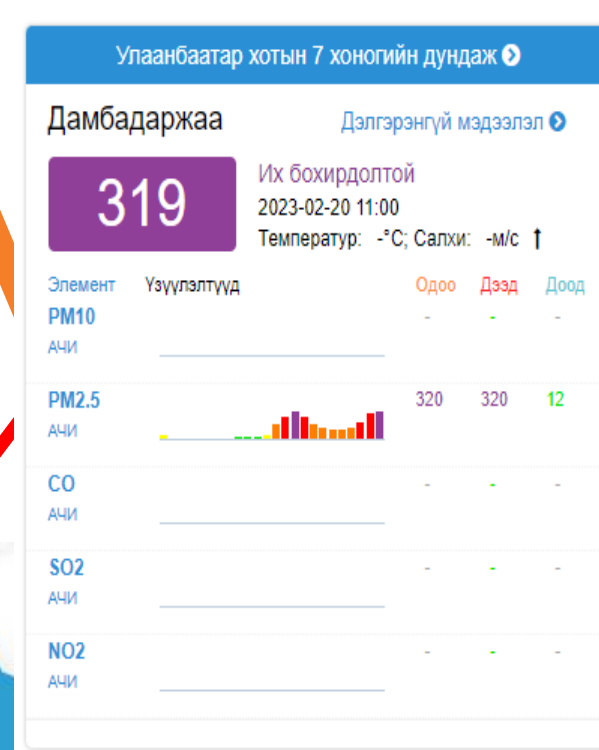 Улаанбаатар хотын 7 хоногийн дундаж
Дамбадаржаа Дэлгэрэнгүй мэдээлэл
319
Их бохирдолтой
2023-02-20 11:00
Температур: -°C; Салхи: -м/с ↑
Элемент Үзүүлэлтүүд Одоо Дээд Доод
PM10 - - -
АЧИ
PM2.5 320 320 12
АЧИ
CO - - -
АЧИ
SO2 - - -
АЧИ
NO2 - - -
АЧИ